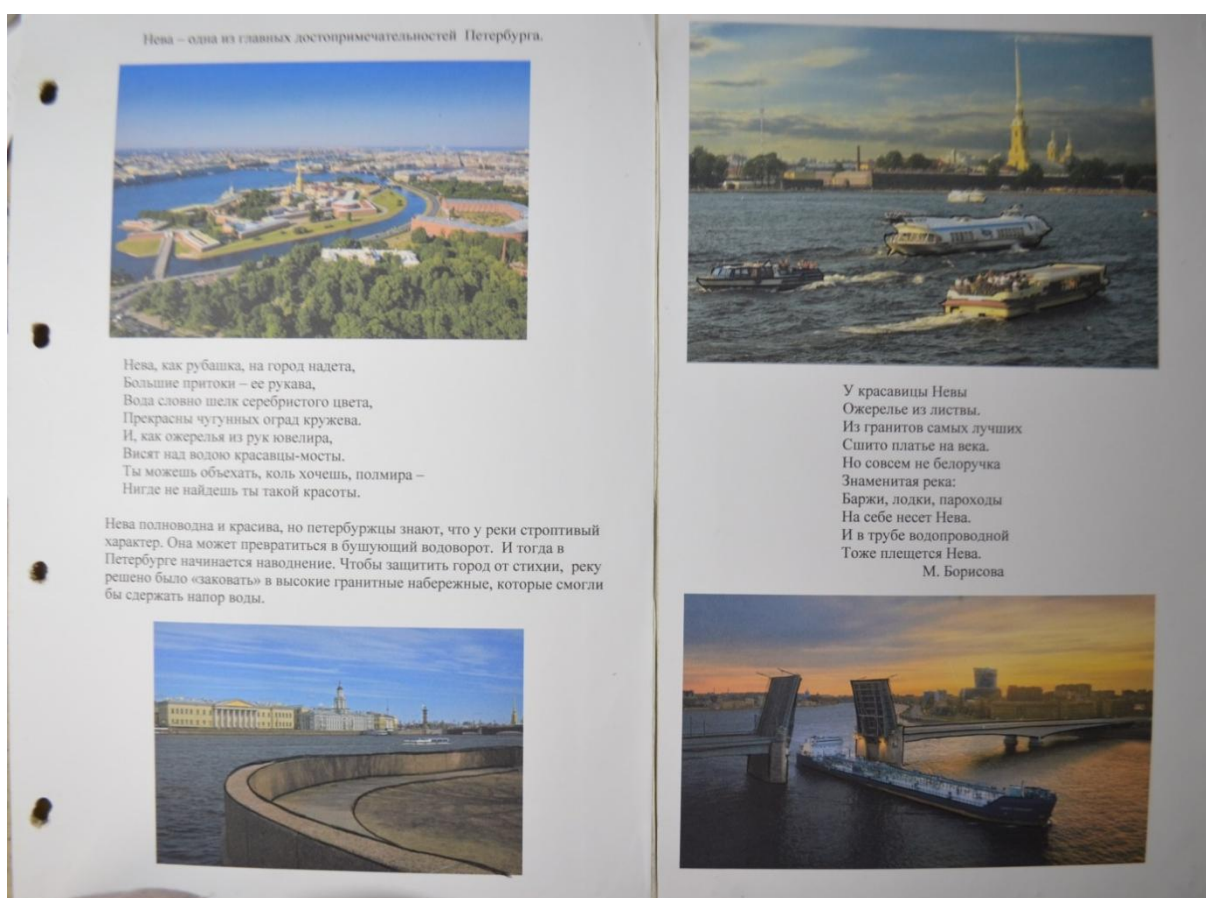 Нева – одна из главных достопримечательностей Петербурга.
Нева, как рубашка, на город надета,
Большие притоки – ее рукава,
Вода словно шелк серебристого цвета,
Прекрасны чугунных оград кружева.
И, как ожерелья из рук ювелира,
Висят над водою красавцы-мосты.
Ты можешь объехать, коль хочешь, полмира –
Нигде не найдешь ты такой красоты.
Нева полноводна и красива, но петербуржцы знают, что у реки строптивый
характер. Она может превратиться в бушующий водоворот. И тогда в
Петербурге начинается наводнение. Чтобы защитить город от стихии, реку
решено было «заковать» в высокие гранитные набережные, которые смогли
бы сдержать напор воды.
У красавицы Невы
Ожерелье из листвы.
Из гранитов самых лучших
Сшито платье на века.
Но совсем не белоручка
Знаменитая река:
Баржи, лодки, пароходы
На себе несет Нева.
И в трубе водопроводной
Тоже плещется Нева.
М. Борисова